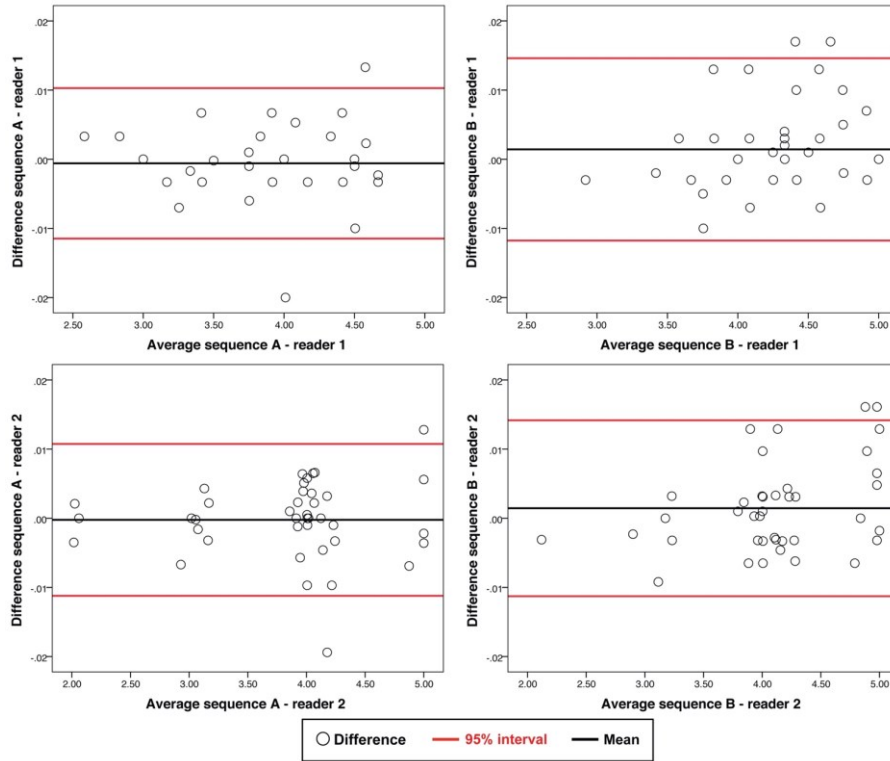 Difference sequence A - reader 1
.02
.01
.00
-.01
-.02
2.50 3.00 3.50 4.00 4.50 5.00
Average sequence A - reader 1
Difference sequence B - reader 1
.02
.01
.00
-.01
-.02
2.50 3.00 3.50 4.00 4.50 5.00
Average sequence B - reader 1
Difference sequence A - reader 2
.02
.01
.00
-.01
-.02
2.00 2.50 3.00 3.50 4.00 4.50 5.00
Average sequence A - reader 2
Difference sequence B - reader 2
.02
.01
.00
-.01
-.02
2.00 2.50 3.00 3.50 4.00 4.50 5.00
Average sequence B - reader 2
Difference 95% interval Mean